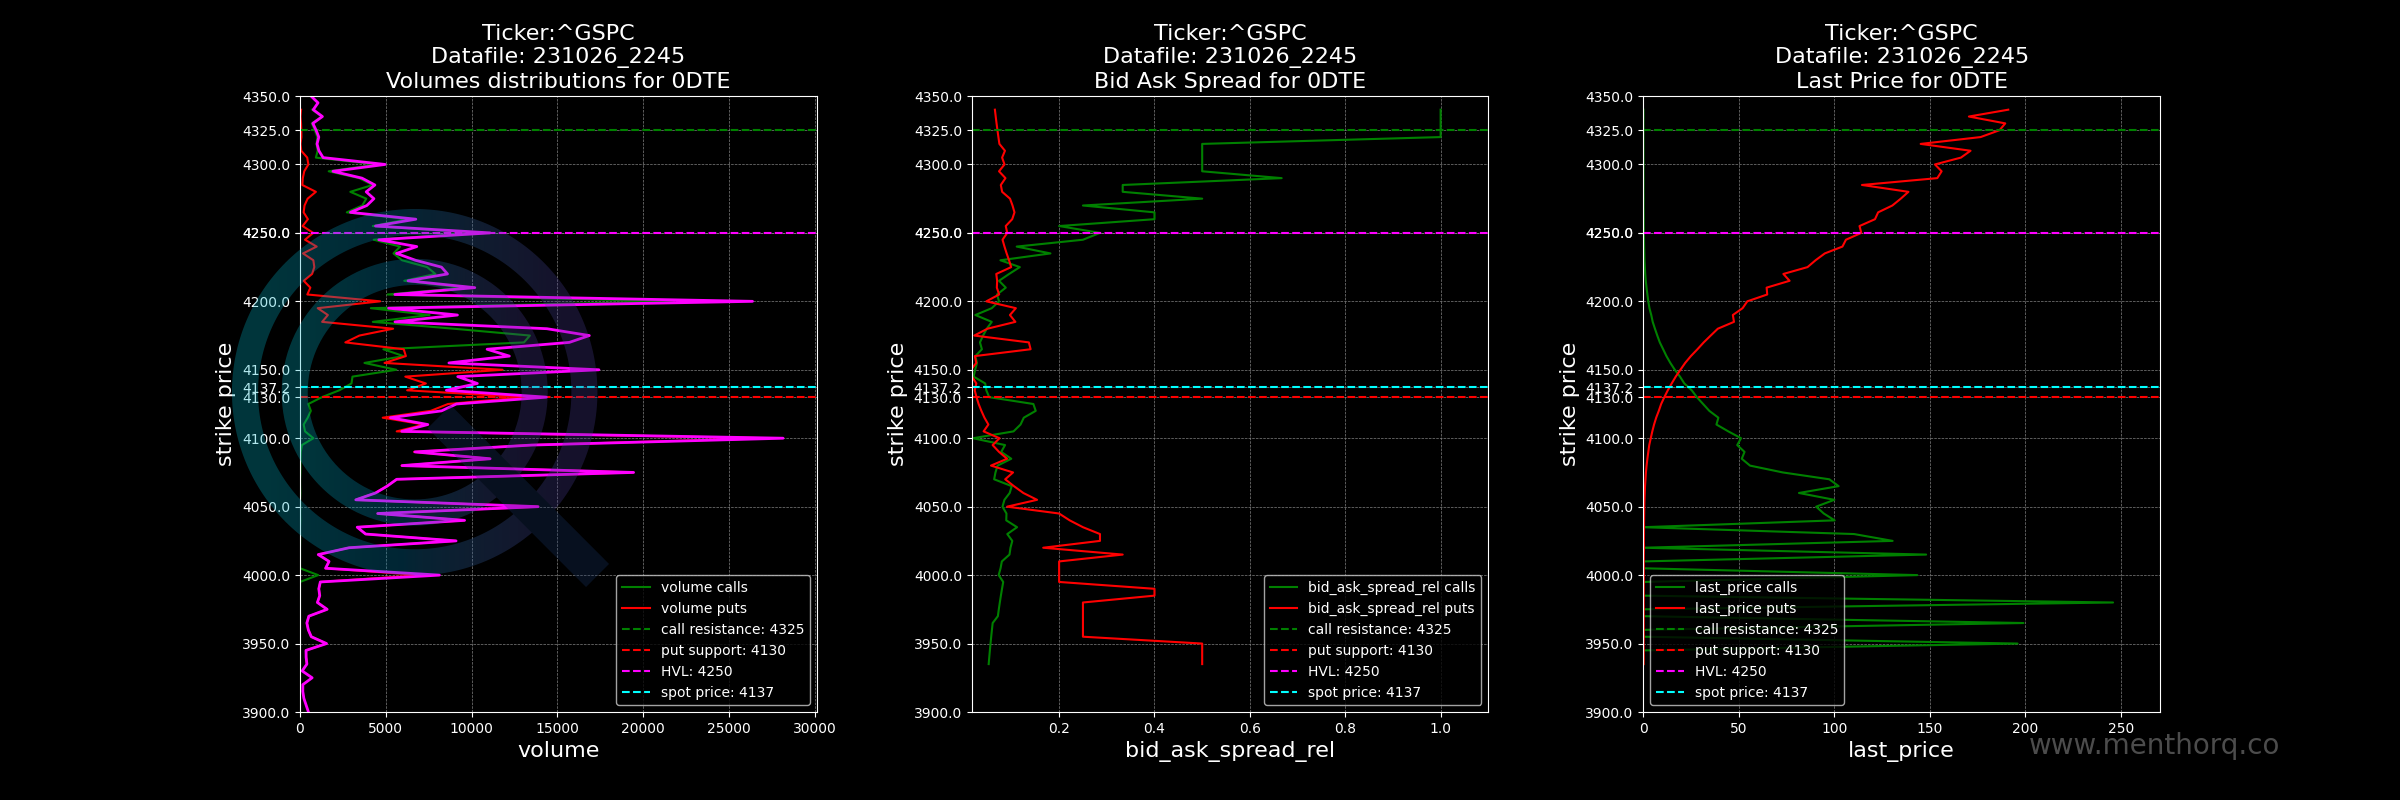 Ticker:^GSPC
Datafile: 231026_2245
Volumes distributions for 0DTE
4350.0
4325.0
4300.0
4250.0
4200.0
4150.0
4137.2
4130.0
4100.0
4050.0
4000.0
3950.0
3900.0
strike price
0
5000
10000
15000
20000
25000
30000
volume
volume calls
volume puts
call resistance: 4325
put support: 4130
HVL: 4250
spot price: 4137
Ticker:^GSPC
Datafile: 231026_2245
Bid Ask Spread for 0DTE
4350.0
4325.0
4300.0
4250.0
4200.0
4150.0
4137.2
4130.0
4100.0
4050.0
4000.0
3950.0
3900.0
strike price
0.2
0.4
0.6
0.8
1.0
bid_ask_spread_rel
bid_ask_spread_rel calls
bid_ask_spread_rel puts
call resistance: 4325
put support: 4130
HVL: 4250
spot price: 4137
Ticker:^GSPC
Datafile: 231026_2245
Last Price for 0DTE
4350.0
4325.0
4300.0
4250.0
4200.0
4150.0
4137.2
4130.0
4100.0
4050.0
4000.0
3950.0
3900.0
strike price
0
50
100
150
200
250
last_price
last_price calls
last_price puts
call resistance: 4325
put support: 4130
HVL: 4250
spot price: 4137
www.menthorq.co